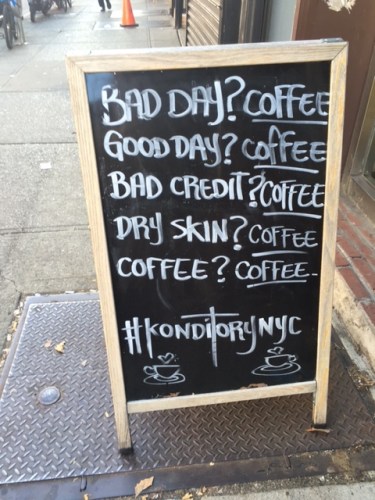 BAD DAY? COFFEE
GOOD DAY? COFFEE
BAD CREDIT? COFFEE
DRY SKIN? COFFEE
COFFEE? COFFEE
#KONDITORYNYC